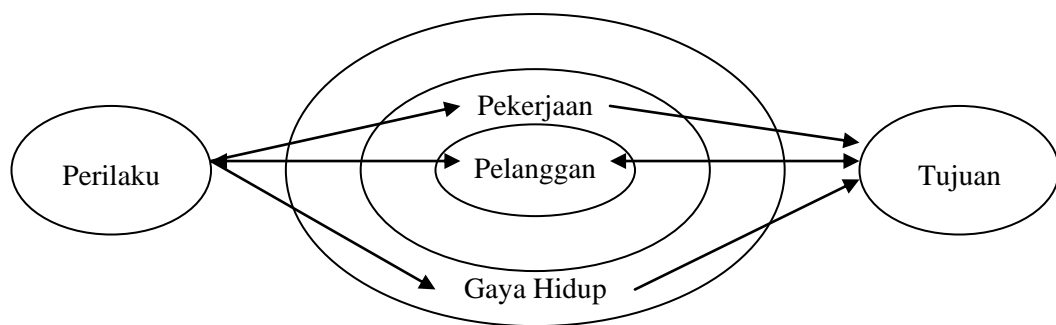 Pekerjaan
Perilaku
Pelanggan
Tujuan
Gaya Hidup